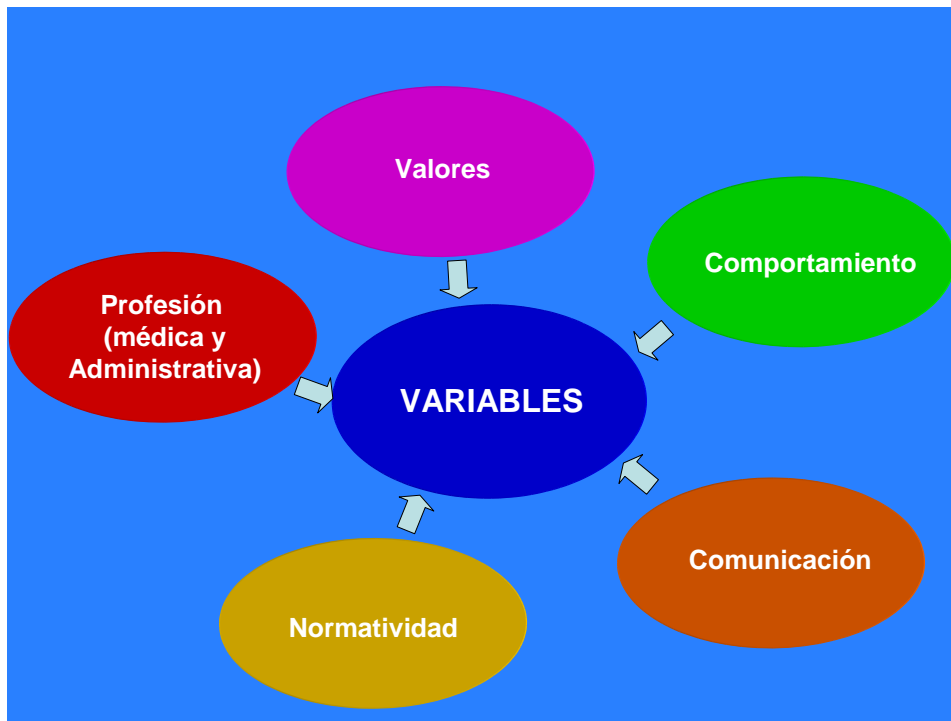 Valores
Comportamiento
Profesión
(médica y
Administrativa)
VARIABLES
Comunicación
Normatividad